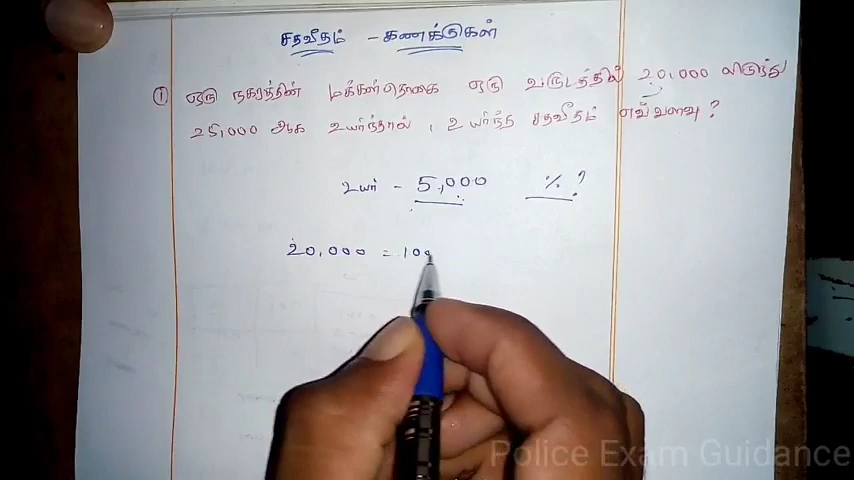 சதவீதம் - கணக்குகள்
① ஒரு நகரத்தின் மக்கள்தொகை ஒரு வருடத்தில் 20,000 லிருந்து
25,000 ஆக உயர்ந்தால், உயர்ந்த சதவீதம் எவ்வளவு?
உயர் - 5,000 %?
20,000 = 100
Police Exam Guidance